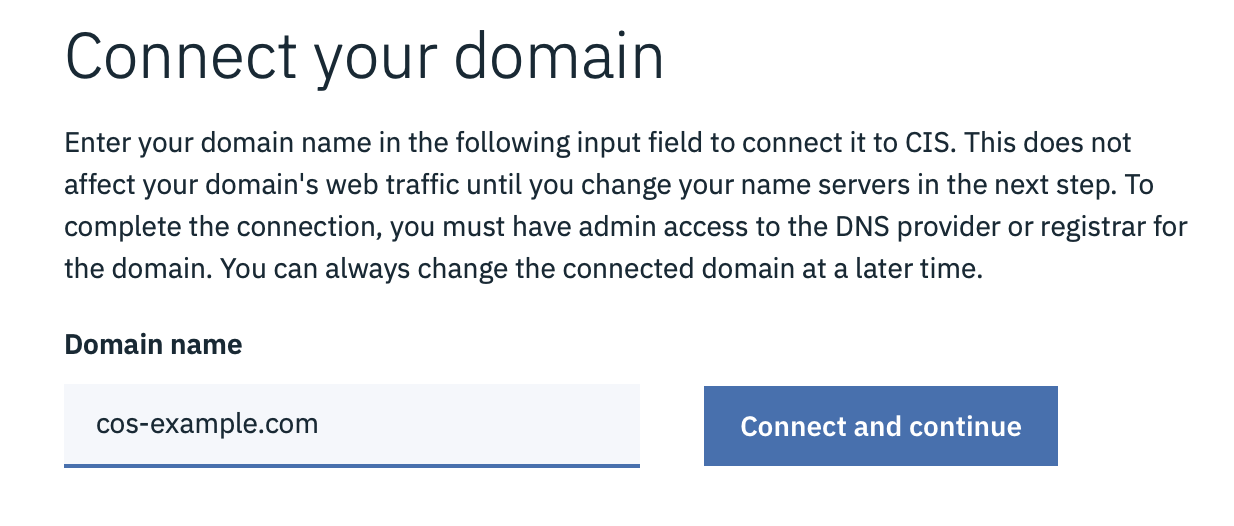 Connect your domain
Enter your domain name in the following input field to connect it to CIS. This does not
affect your domain's web traffic until you change your name servers in the next step. To
complete the connection, you must have admin access to the DNS provider or registrar for
the domain. You can always change the connected domain at a later time.
Domain name
cos-example.com
Connect and continue